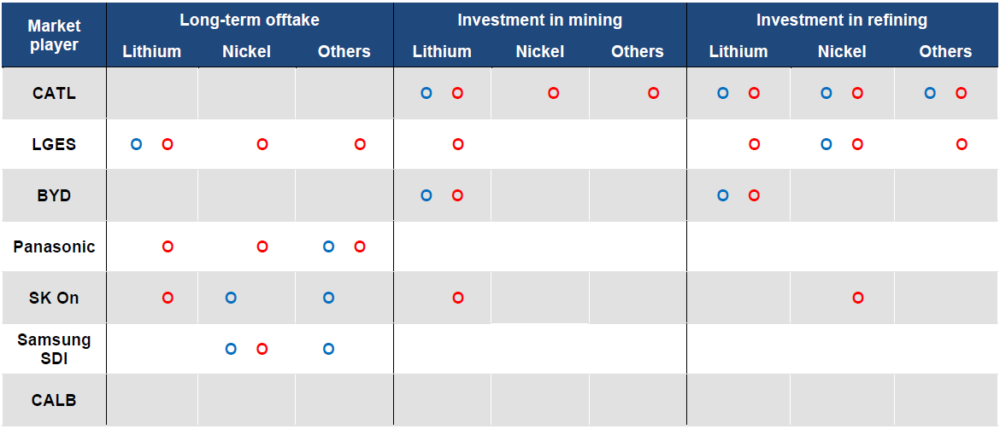 Market player Long-term offtake Investment in mining Investment in refining
Lithium Nickel Others Lithium Nickel Others Lithium Nickel Others
CATL O O O O O O O O O O
LGES O O O O O O O O O
BYD O O O O
Panasonic O O O O
SK On O O O O O
Samsung SDI O O O
CALB